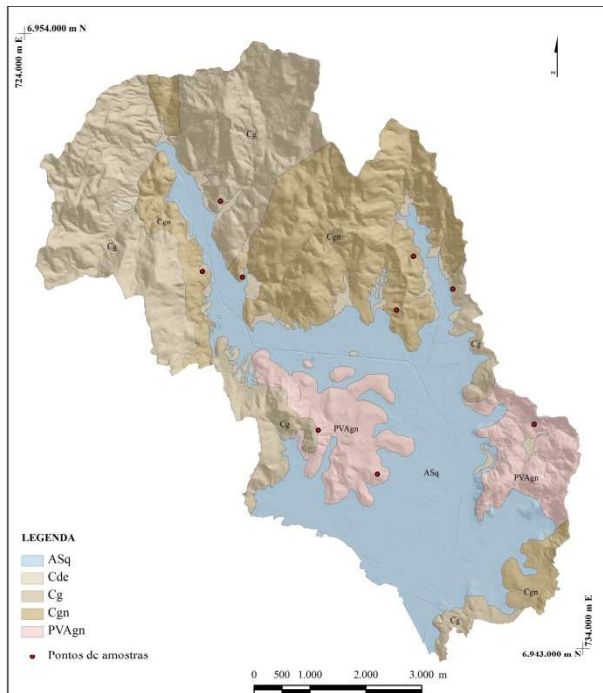 6.954.000 m N
724.000 m E
N
Cg
Cgn
Cgn
Cg
Cg
PVAgn
Cg
ASq
PVAgn
Cgn
Cg
LEGENDA
ASq
Cde
Cg
Cgn
PVAgn
Pontos de amostras
734.000 m E
6.943.000 m N
0 500 1.000 2.000 3.000 m